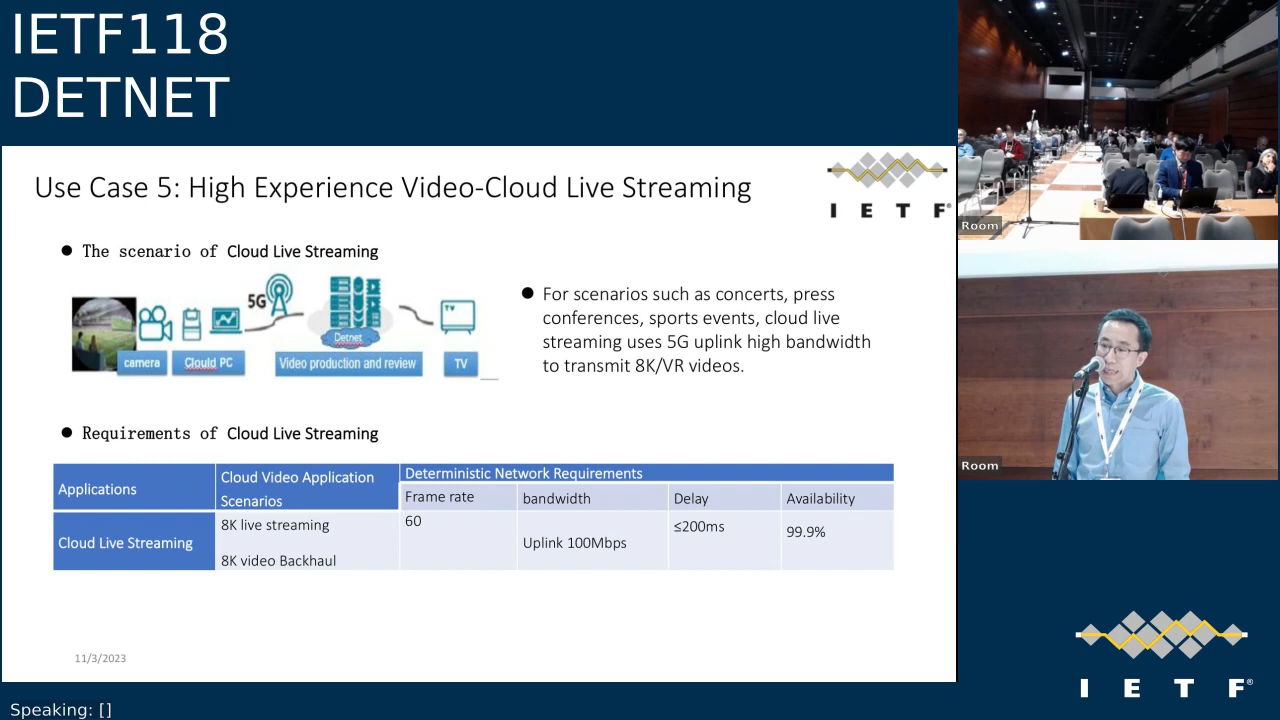 IETF118
DETNET
Use Case 5: High Experience Video-Cloud Live Streaming
I E T F®
● The scenario of Cloud Live Streaming
5G
TV
Detnet
camera
Clould PC
Video production and review
TV
● For scenarios such as concerts, press
conferences, sports events, cloud live
streaming uses 5G uplink high bandwidth
to transmit 8K/VR videos.
● Requirements of Cloud Live Streaming
Applications
Cloud Video Application
Scenarios
Deterministic Network Requirements
Frame rate
bandwidth
Delay
Availability
Cloud Live Streaming
8K live streaming
8K video Backhaul
60
Uplink 100Mbps
≤200ms
99.9%
11/3/2023
Speaking: []
Room
Room
I E T F®